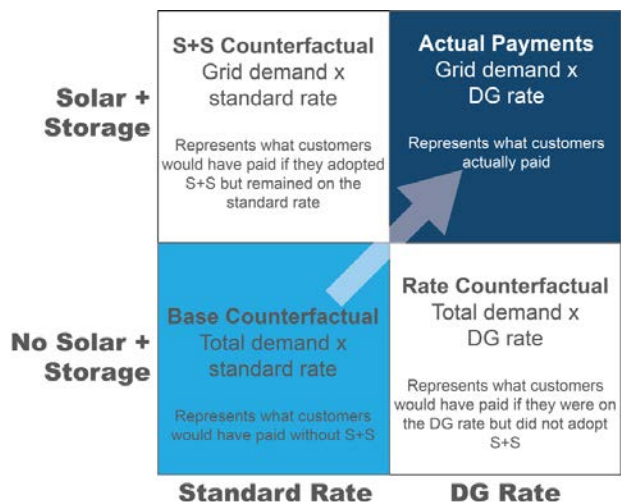 Solar +
Storage
S+S Counterfactual
Grid demand x
standard rate
Represents what customers
would have paid if they adopted
S+S but remained on the
standard rate
Actual Payments
Grid demand x
DG rate
Represents what customers
actually paid
No Solar +
Storage
Base Counterfactual
Total demand x
standard rate
Represents what customers
would have paid without S+S
Rate Counterfactual
Total demand x
DG rate
Represents what customers
would have paid if they were on
the DG rate but did not adopt
S+S
Standard Rate
DG Rate